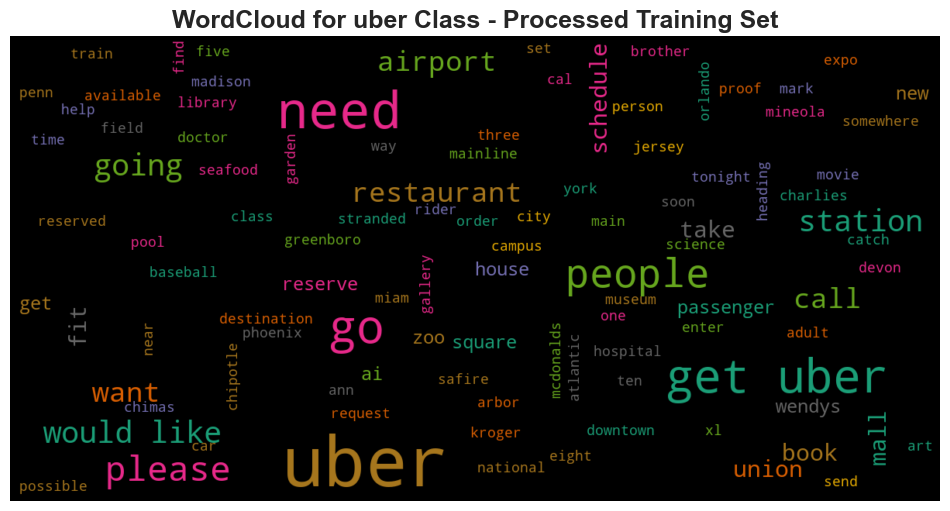 WordCloud for uber Class - Processed Training Set
train
find
five
airport
set
brother
expo
penn
available
madison
library
help
need
cal
schedule
person
orlando
proof
mark
mineola
new
somewhere
time
field
doctor
garden
way
three
mainline
jersey
going
seafood
restaurant
york
tonight
heading
movie
charlies
soon
reserved
class
stranded
rider
order
city
main
take
station
pool
greenboro
campus
science
catch
baseball
reserve
gallery
house
people
devon
get
fit
near
destination
phoenix
miam
museum
one
passenger
call
enter
adult
go
zoo
square
mcdonalds
atlantic
hospital
chipotle
ai
safire
ten
get uber
want
chimas
ann
request
arbor
wendys
would like
car
kroger
downtown
xl
mall
art
please
uber
national
eight
union
book
possible
send